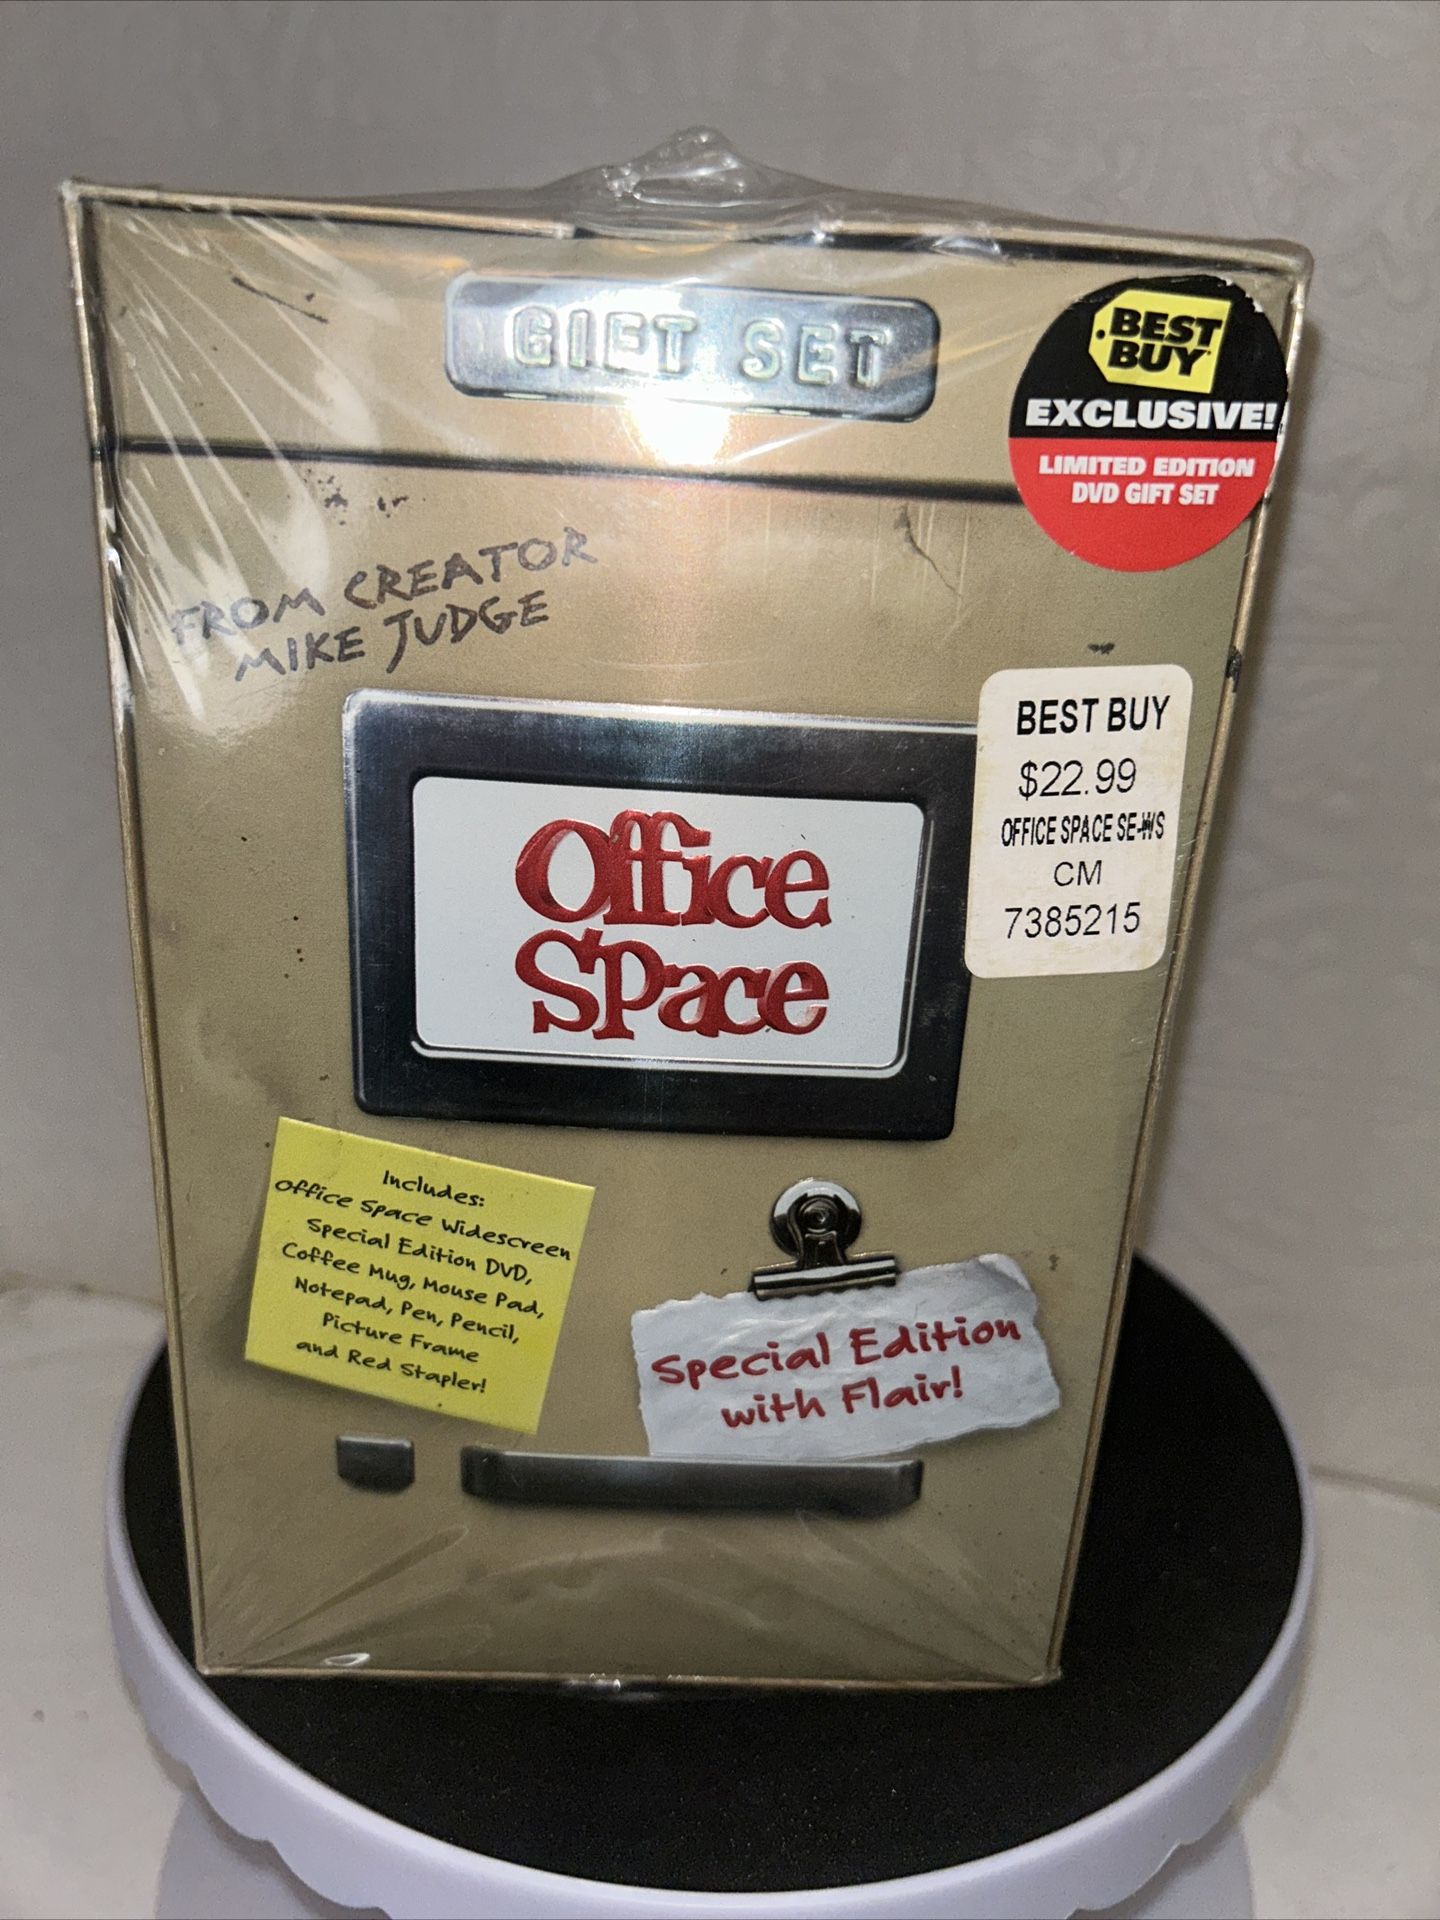 GIFT SET
BEST
BUY
EXCLUSIVE!
LIMITED EDITION
DVD GIFT SET
FROM CREATOR
MIKE JUDGE
BEST BUY
$22.99
OFFICE SPACE SE-WS
CM
7385215
Office
Space
Includes:
Office Space Widescreen
Special Edition DVD,
Coffee Mug, Mouse Pad,
Notepad, Pen, Pencil,
Picture Frame
and Red Stapler!
Special Edition
with Flair!